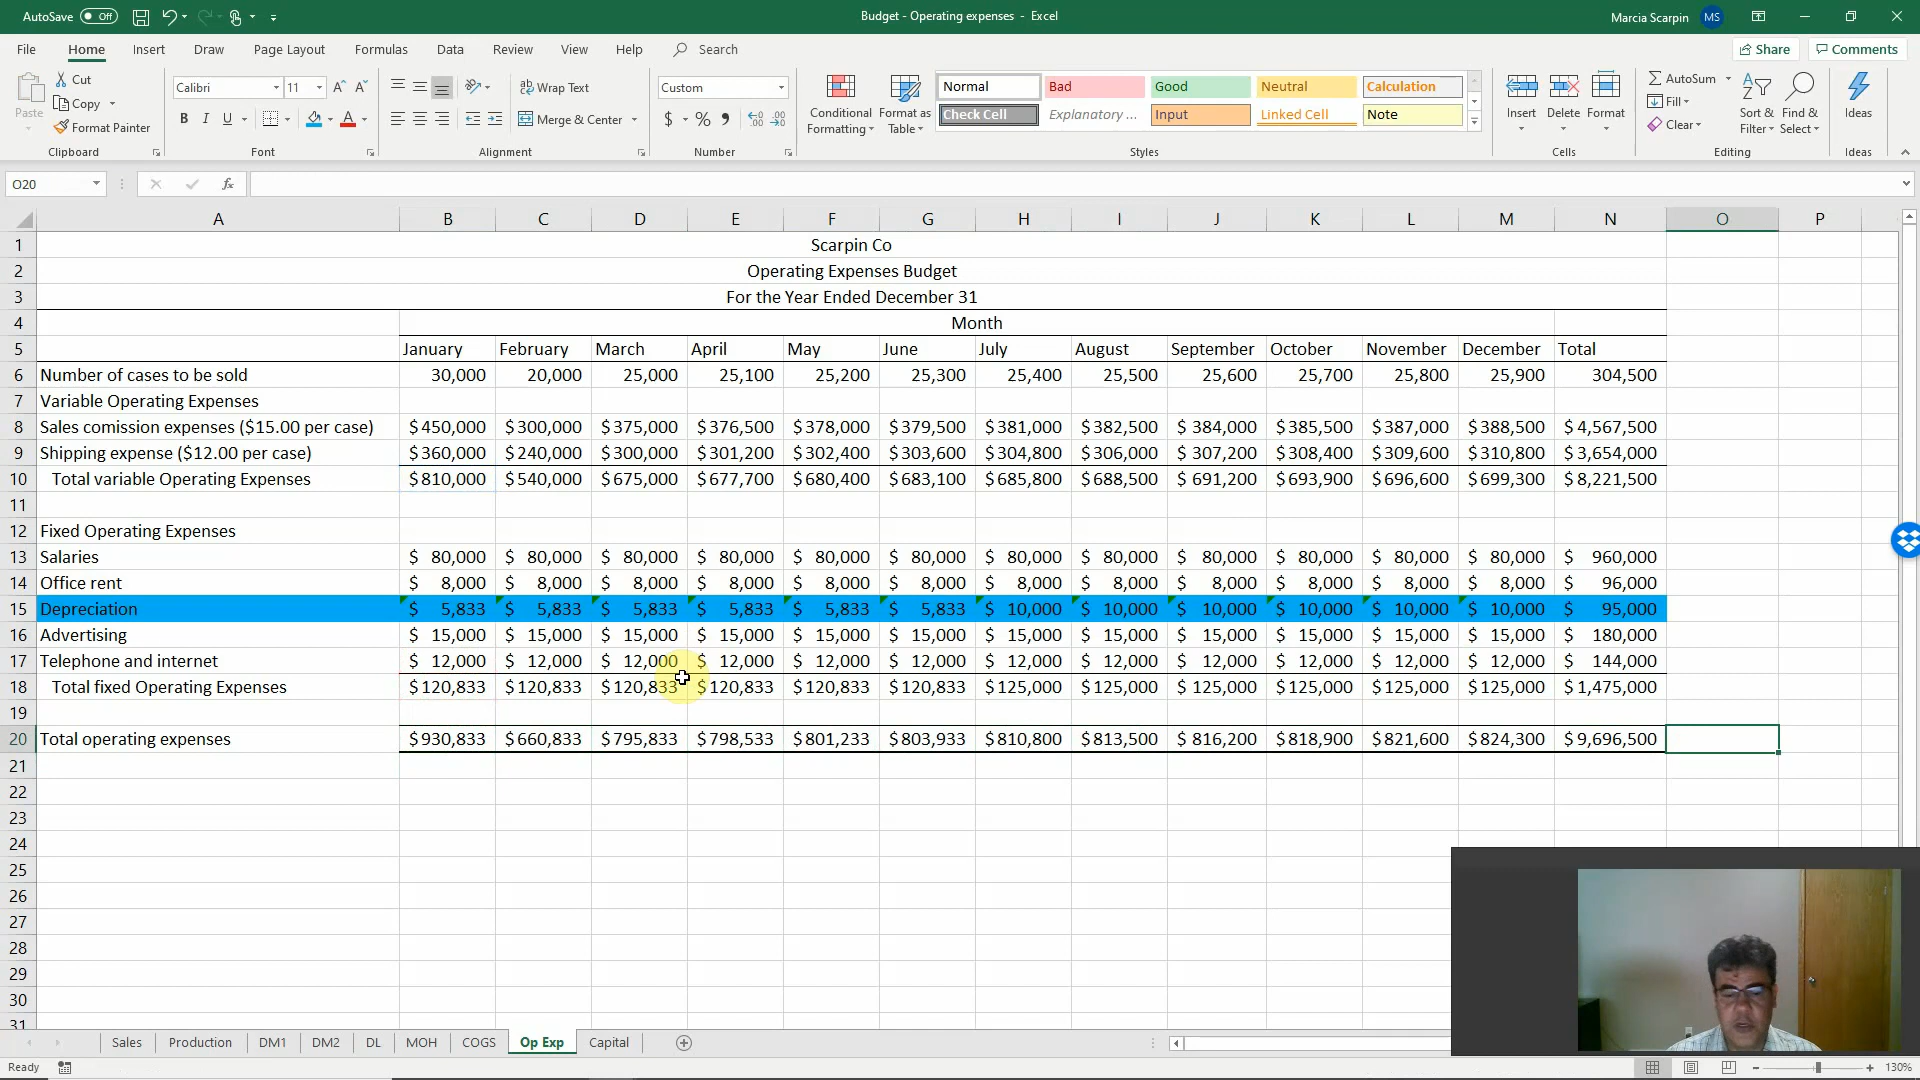 AutoSave Off Budget - Operating expenses - Excel Marcia Scarpin MS
File Home Insert Draw Page Layout Formulas Data Review View Help Search Share Comments
Paste Cut Copy Format Painter Clipboard
Calibri 11 A A B I U A Font
ab Wrap Text Merge & Center Alignment
Custom $ % , Number
Conditional Formatting Format as Table Normal Bad Good Neutral Calculation
Check Cell Explanatory ... Input Linked Cell Note Styles
Insert Delete Format Cells
AutoSum Fill Clear Sort & Filter Find & Select Editing
Ideas Ideas
O20 fx
A B C D E F G H I J K L M N O P
1 Scarpin Co
2 Operating Expenses Budget
3 For the Year Ended December 31
4 Month
5 January February March April May June July August September October November December Total
6 Number of cases to be sold 30,000 20,000 25,000 25,100 25,200 25,300 25,400 25,500 25,600 25,700 25,800 25,900 304,500
7 Variable Operating Expenses
8 Sales comission expenses ($15.00 per case) $450,000 $300,000 $375,000 $376,500 $378,000 $379,500 $381,000 $382,500 $ 384,000 $385,500 $387,000 $388,500 $ 4,567,500
9 Shipping expense ($12.00 per case) $360,000 $240,000 $300,000 $301,200 $302,400 $303,600 $304,800 $306,000 $ 307,200 $308,400 $309,600 $310,800 $ 3,654,000
10 Total variable Operating Expenses $810,000 $540,000 $675,000 $677,700 $680,400 $683,100 $685,800 $688,500 $ 691,200 $693,900 $696,600 $699,300 $ 8,221,500
11
12 Fixed Operating Expenses
13 Salaries $ 80,000 $ 80,000 $ 80,000 $ 80,000 $ 80,000 $ 80,000 $ 80,000 $ 80,000 $ 80,000 $ 80,000 $ 80,000 $ 80,000 $ 960,000
14 Office rent $ 8,000 $ 8,000 $ 8,000 $ 8,000 $ 8,000 $ 8,000 $ 8,000 $ 8,000 $ 8,000 $ 8,000 $ 8,000 $ 8,000 $ 96,000
15 Depreciation $ 5,833 $ 5,833 $ 5,833 $ 5,833 $ 5,833 $ 5,833 $ 10,000 $ 10,000 $ 10,000 $ 10,000 $ 10,000 $ 10,000 $ 95,000
16 Advertising $ 15,000 $ 15,000 $ 15,000 $ 15,000 $ 15,000 $ 15,000 $ 15,000 $ 15,000 $ 15,000 $ 15,000 $ 15,000 $ 15,000 $ 180,000
17 Telephone and internet $ 12,000 $ 12,000 $ 12,000 $ 12,000 $ 12,000 $ 12,000 $ 12,000 $ 12,000 $ 12,000 $ 12,000 $ 12,000 $ 12,000 $ 144,000
18 Total fixed Operating Expenses $120,833 $120,833 $120,833 $120,833 $120,833 $120,833 $125,000 $125,000 $ 125,000 $125,000 $125,000 $125,000 $ 1,475,000
19
20 Total operating expenses $930,833 $660,833 $795,833 $798,533 $801,233 $803,933 $810,800 $813,500 $ 816,200 $818,900 $821,600 $824,300 $ 9,696,500
21
22
23
24
25
26
27
28
29
30
31
Sales Production DM1 DM2 DL MOH COGS Op Exp Capital
Ready 130%